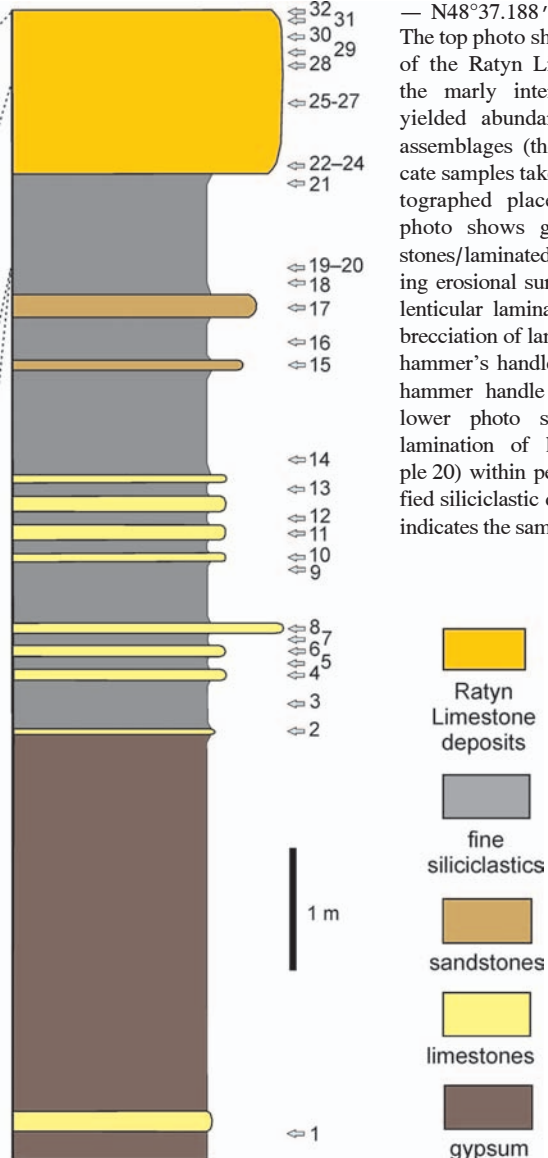 32
31
30
29
28
25-27
22–24
21
19–20
18
17
16
15
14
13
12
11
10
9
8
7
6
5
4
3
2
1 m
1
— N48°37.188′
The top photo sh
of the Ratyn Li
the marly inter
yielded abundar
assemblages (th
cate samples take
tographed place
photo shows g
stones/laminated
ing erosional sur
lenticular lamina
brecciation of lar
hammer's handle
hammer handle
lower photo s
lamination of l
ple 20) within pe
fied siliciclastic c
indicates the sam
Ratyn
Limestone
deposits
fine
siliciclastics
sandstones
limestones
gypsum